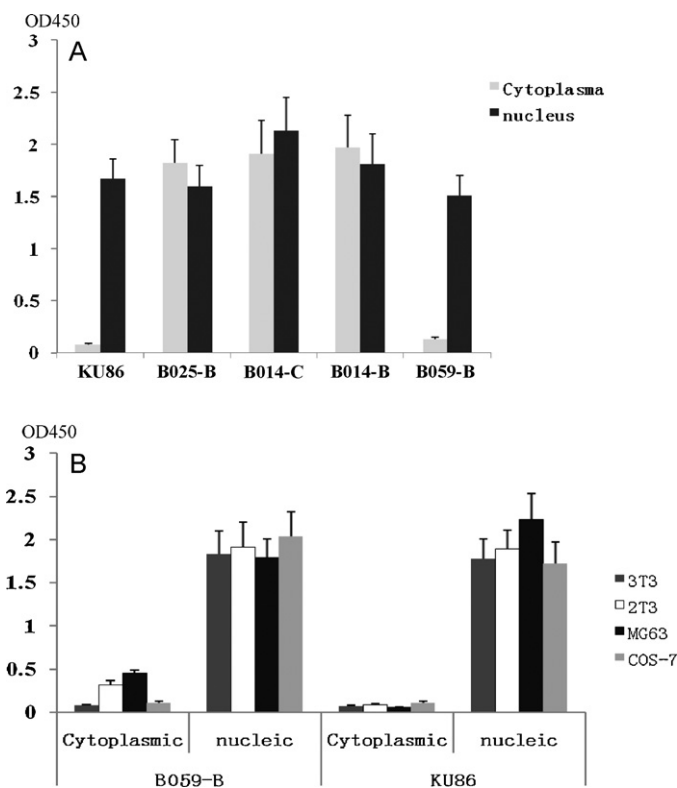 OD450
A
3
2.5
2
1.5
1
0.5
0
Cytoplasma
nucleus
KU86 B025-B B014-C B014-B B059-B
OD450
B
3
2.5
2
1.5
1
0.5
0
3T3
2T3
MG63
COS-7
Cytoplasmic nucleic Cytoplasmic nucleic
B059-B KU86